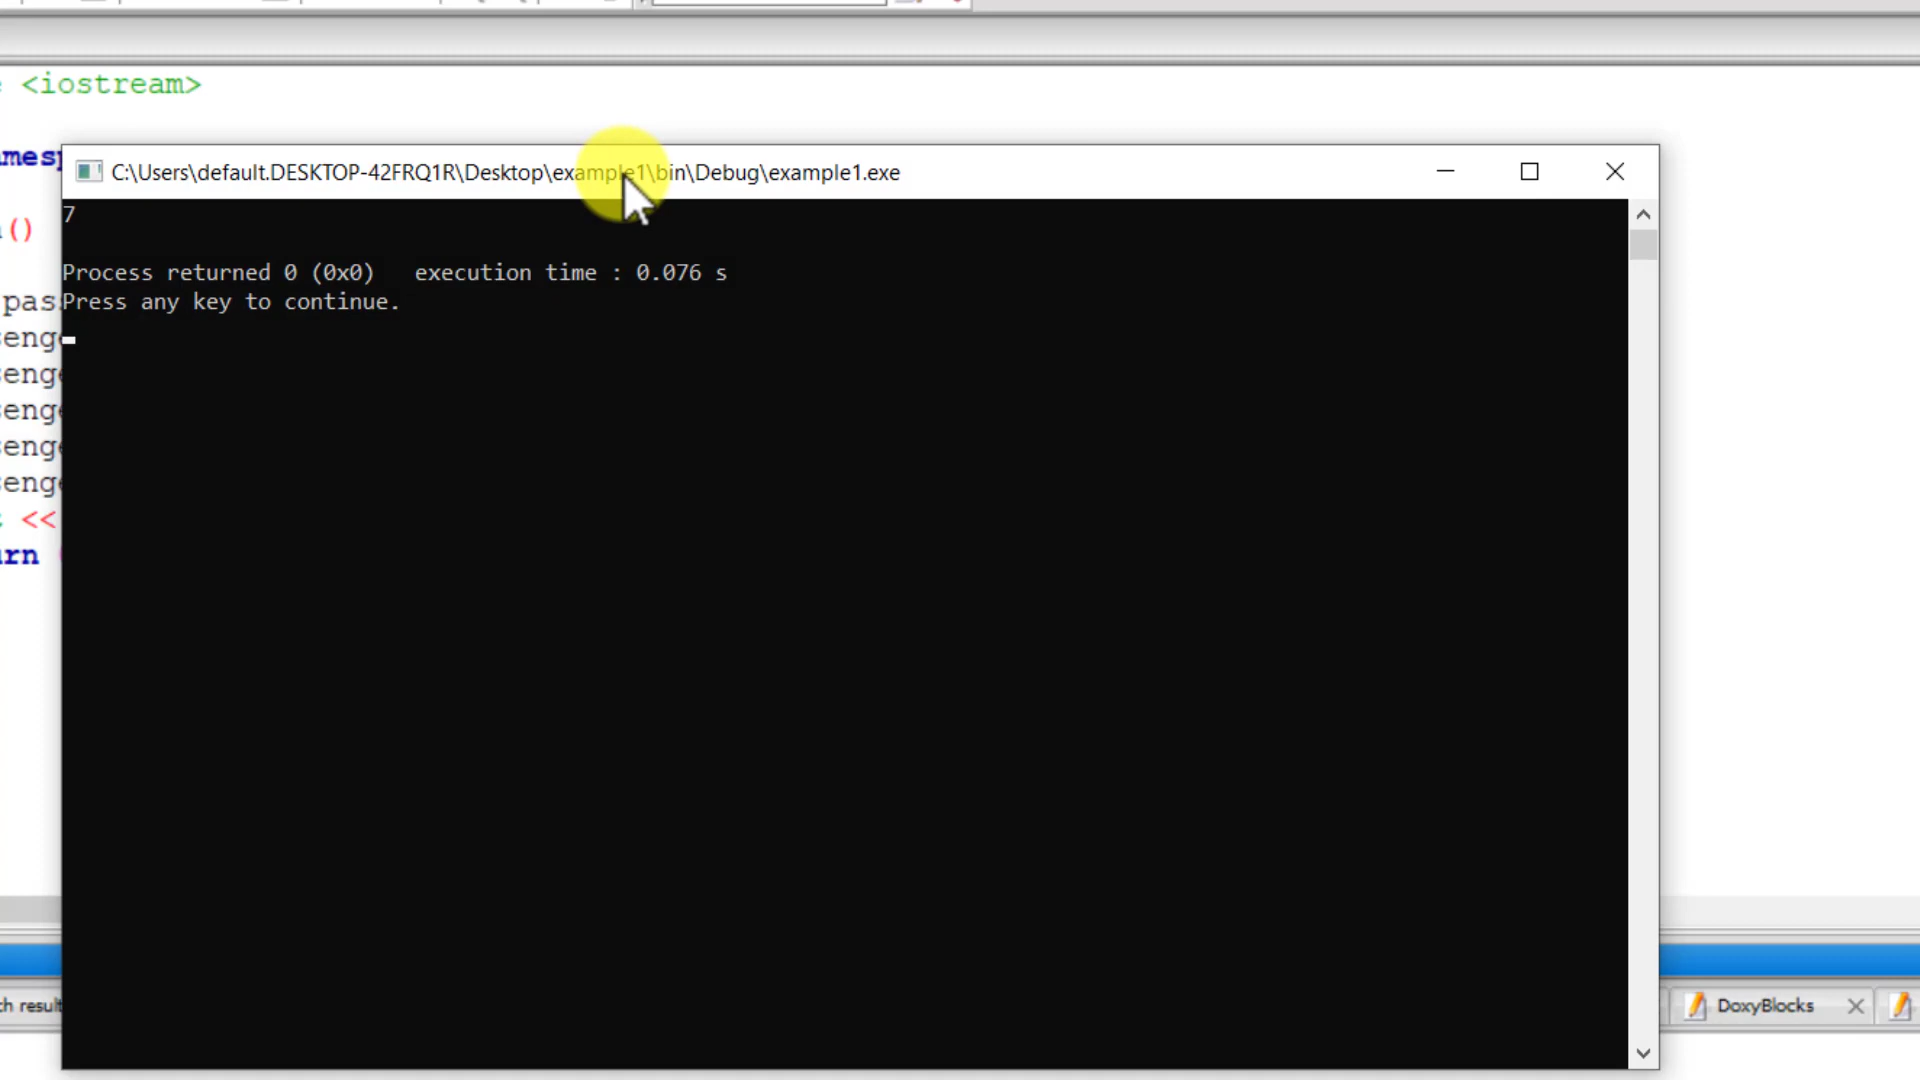 <iostream>
C:\Users\default.DESKTOP-42FRQ1R\Desktop\example1\bin\Debug\example1.exe
7
()
Process returned 0 (0x0)   execution time : 0.076 s
Press any key to continue.
<<
DoxyBlocks